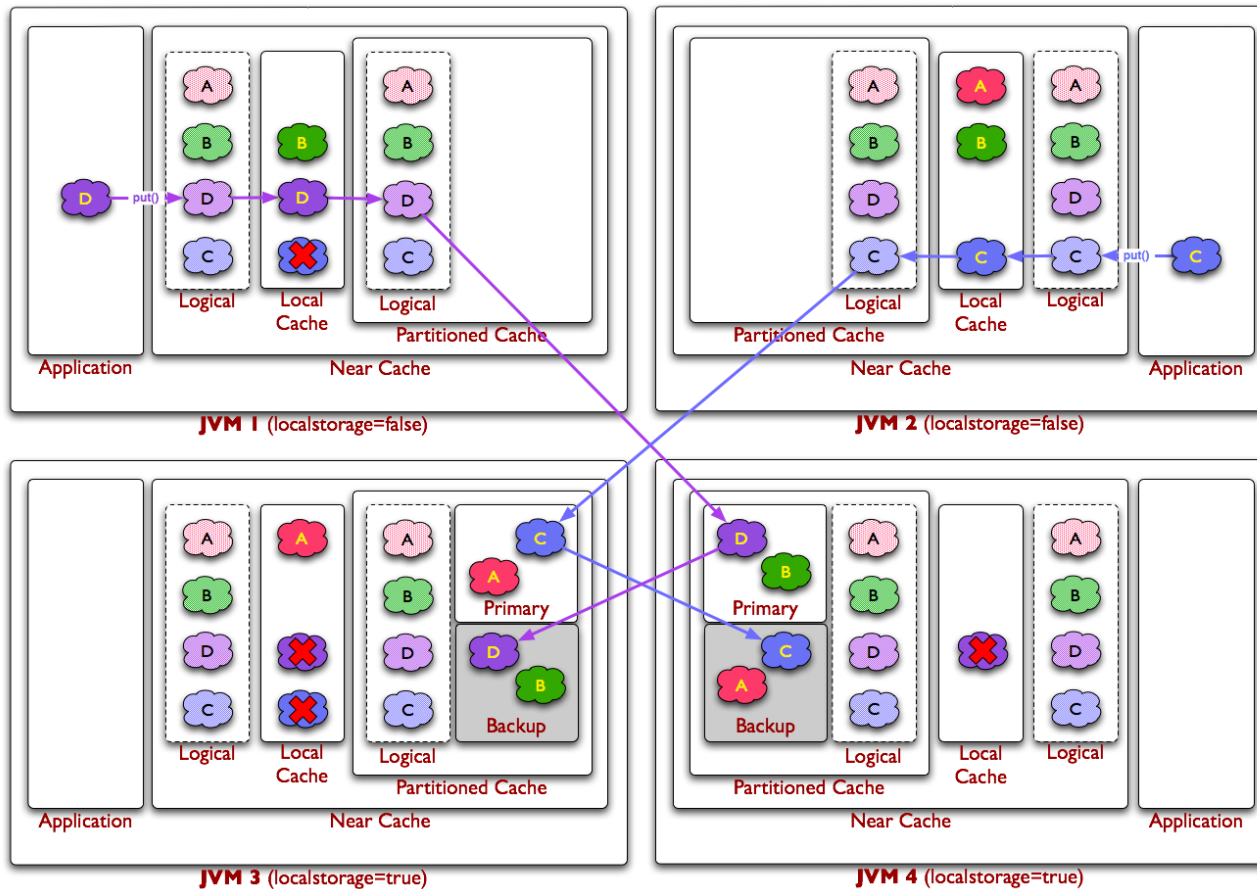 A
A
A
A
A
B
B
B
B
B
B
D
put()
D
D
D
D
D
C
C
C
C
C
put()
C
Logical
Local
Cache
Logical
Logical
Local
Cache
Logical
Partitioned Cache
Partitioned Cache
Application
Near Cache
Near Cache
Application
JVM 1 (localstorage=false)
JVM 2 (localstorage=false)
A
A
A
C
D
A
A
A
B
Primary
B
B
B
Primary
B
B
D
D
D
C
D
D
B
A
C
C
Backup
Backup
C
C
Logical
Local
Cache
Logical
Logical
Local
Cache
Logical
Partitioned Cache
Partitioned Cache
Application
Near Cache
Near Cache
Application
JVM 3 (localstorage=true)
JVM 4 (localstorage=true)